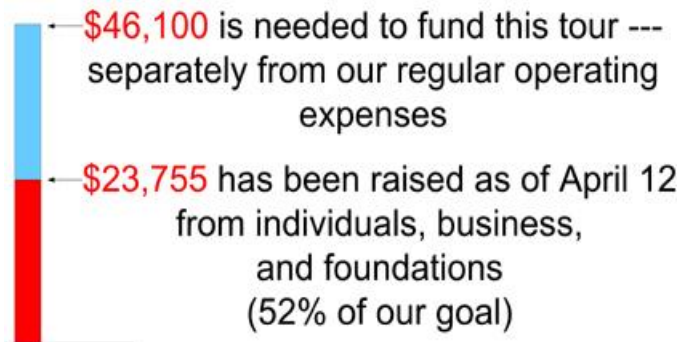 $46,100 is needed to fund this tour ---
separately from our regular operating
expenses
$23,755 has been raised as of April 12
from individuals, business,
and foundations
(52% of our goal)